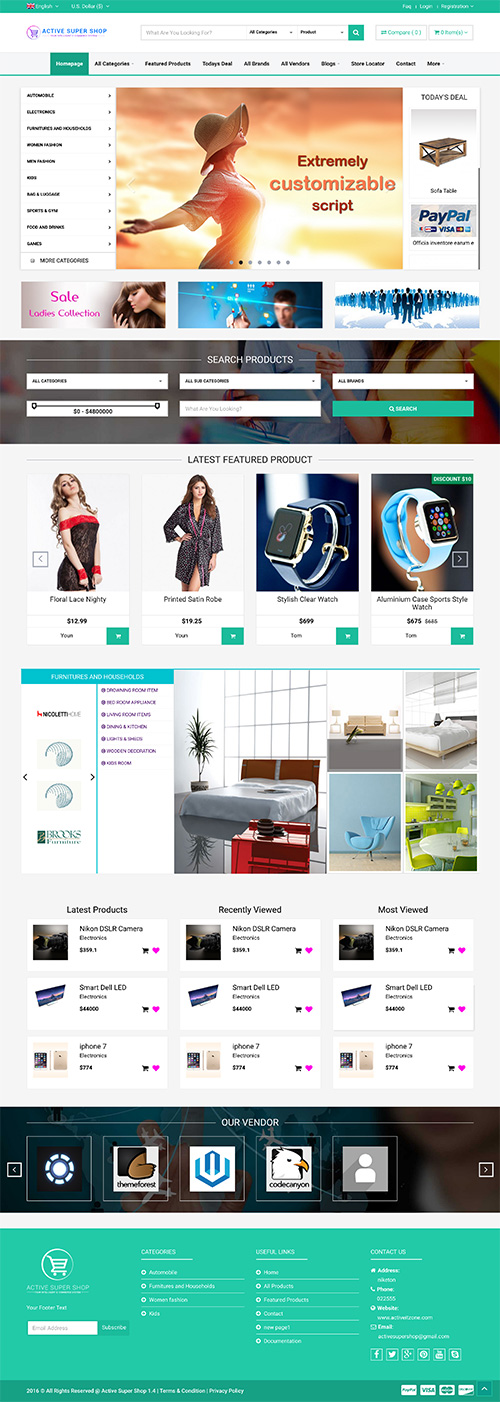 English U.S. Dollar ($) Faq Login Registration
ACTIVE SUPER SHOP What Are You Looking For? All Categories Product Compare ( 0 ) 0 Item(s)
Homepage All Categories Featured Products Todays Deal All Brands All Vendors Blogs Store Locator Contact More
AUTOMOBILE
ELECTRONICS
FURNITURES AND HOUSEHOLDS
WOMEN FASHION
MEN FASHION
KIDS
BAG & LUGGAGE
SPORTS & GYM
FOOD AND DRINKS
GAMES
MORE CATEGORIES
Extremely
customizable
script
TODAY'S DEAL
Sofa Table
PayPal
VISA
Officia inventore earum e
Sale
Ladies Collection
SEARCH PRODUCTS
ALL CATEGORIES ALL SUB CATEGORIES ALL BRANDS
$0 - $4800000 What Are You Looking? SEARCH
LATEST FEATURED PRODUCT
DISCOUNT $10
Floral Lace Nighty Printed Satin Robe Stylish Clear Watch Aluminium Case Sports Style
Watch
$12.99 $19.25 $699 $675 $685
Youn Youn Tom Tom
FURNITURES AND HOUSEHOLDS
NICOLETTIHOME
BROOKS
Furniture
DROWNING ROOM ITEM
BED ROOM APPLIANCE
LIVING ROOM ITEMS
DINING & KITCHEN
LIGHTS & SHEDS
WOODEN DECORATION
KIDS ROOM
Latest Products Recently Viewed Most Viewed
Nikon DSLR Camera Nikon DSLR Camera Nikon DSLR Camera
Electronics Electronics Electronics
$359.1 $359.1 $359.1
Smart Dell LED Smart Dell LED Smart Dell LED
Electronics Electronics Electronics
$44000 $44000 $44000
iphone 7 iphone 7 iphone 7
Electronics Electronics Electronics
$774 $774 $774
OUR VENDOR
themeforest codecanyon
ACTIVE SUPER SHOP
Your Footer Text
Email Address Subscribe
CATEGORIES
Automobile
Furnitures and Households
Women fashion
Kids
USEFUL LINKS
Home
All Products
Featured Products
Contact
new page1
Documentation
CONTACT US
Address:
niknton
Phone:
022555
Website:
www.activeitzone.com
Email:
activesupershop@gmail.com
2016 © All Rights Reserved @ Active Super Shop 1.4 | Terms & Condition | Privacy Policy PayPal VISA